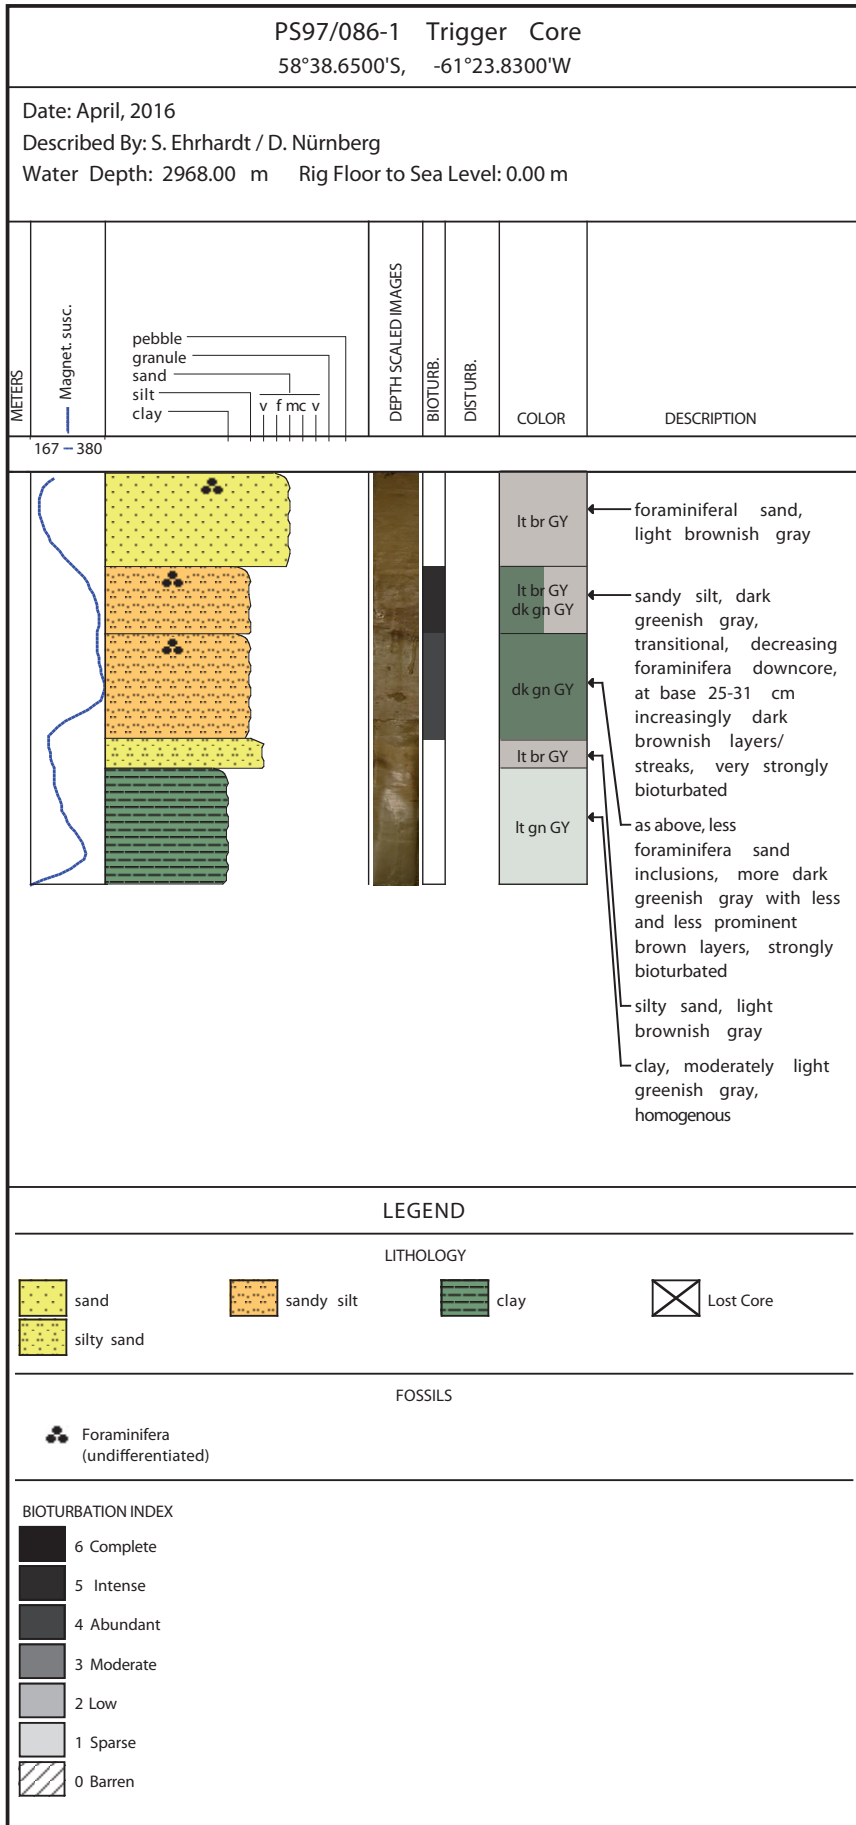 PS97/086-1 Trigger Core
58°38.6500'S, -61°23.8300'W
Date: April, 2016
Described By: S. Ehrhardt / D. Nürnberg
Water Depth: 2968.00 m Rig Floor to Sea Level: 0.00 m
METERS
Magnet. susc.
pebble
granule
sand
silt
clay
v f m c v
DEPTH SCALED IMAGES
BIOTURB.
DISTURB.
COLOR
DESCRIPTION
167 – 380
lt br GY
lt br GY
dk gn GY
dk gn GY
lt br GY
lt gn GY
foraminiferal sand,
light brownish gray
sandy silt, dark
greenish gray,
transitional, decreasing
foraminifera downcore,
at base 25-31 cm
increasingly dark
brownish layers/
streaks, very strongly
bioturbated
as above, less
foraminifera sand
inclusions, more dark
greenish gray with less
and less prominent
brown layers, strongly
bioturbated
silty sand, light
brownish gray
clay, moderately light
greenish gray,
homogenous
LEGEND
LITHOLOGY
sand
sandy silt
clay
Lost Core
silty sand
FOSSILS
Foraminifera
(undifferentiated)
BIOTURBATION INDEX
6 Complete
5 Intense
4 Abundant
3 Moderate
2 Low
1 Sparse
0 Barren